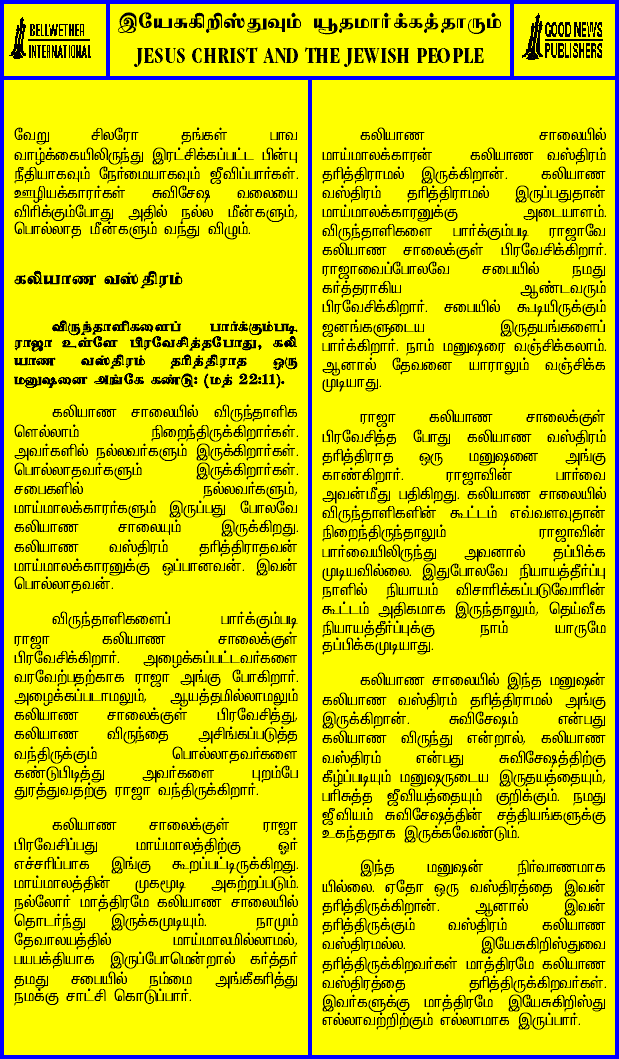 BELLWETHER
INTERNATIONAL
இயேசுகிறிஸ்துவும் யூதமார்க்கத்தாரும்
JESUS CHRIST AND THE JEWISH PEOPLE
GOOD NEWS
PUBLISHERS
வேறு சிலரோ தங்கள் பாவ
வாழ்க்கையிலிருந்து இரட்சிக்கப்பட்ட பின்பு
நீதியாகவும் நேர்மையாகவும் ஜீவிப்பார்கள்.
ஊழியக்காரர்கள் சுவிசேஷ வலையை
விரிக்கும்போது அதில் நல்ல மீன்களும்,
பொல்லாத மீன்களும் வந்து விழும்.
கலியாண வஸ்திரம்
விருந்தாளிகளைப் பார்க்கும்படி
ராஜா உள்ளே பிரவேசித்தபோது, கலி
யாண வஸ்திரம் தரித்திராத ஒரு
மனுஷனை அங்கே கண்டு: (மத் 22:11).
கலியாண சாலையில் விருந்தாளிக
ளெல்லாம் நிறைந்திருக்கிறார்கள்.
அவர்களில் நல்லவர்களும் இருக்கிறார்கள்.
பொல்லாதவர்களும் இருக்கிறார்கள்.
சபைகளில் நல்லவர்களும்,
மாய்மாலக்காரர்களும் இருப்பது போலவே
கலியாண சாலையும் இருக்கிறது.
கலியாண வஸ்திரம் தரித்திராதவன்
மாய்மாலக்காரனுக்கு ஒப்பானவன். இவன்
பொல்லாதவன்.
விருந்தாளிகளைப் பார்க்கும்படி
ராஜா கலியாண சாலைக்குள்
பிரவேசிக்கிறார். அழைக்கப்பட்டவர்களை
வரவேற்பதற்காக ராஜா அங்கு போகிறார்.
அழைக்கப்படாமலும், ஆயத்தமில்லாமலும்
கலியாண சாலைக்குள் பிரவேசித்து,
கலியாண விருந்தை அசிங்கப்படுத்த
வந்திருக்கும் பொல்லாதவர்களை
கண்டுபிடித்து அவர்களை புறம்பே
துரத்துவதற்கு ராஜா வந்திருக்கிறார்.
கலியாண சாலைக்குள் ராஜா
பிரவேசிப்பது மாய்மாலத்திற்கு ஓர்
எச்சரிப்பாக இங்கு கூறப்பட்டிருக்கிறது.
மாய்மாலத்தின் முகமூடி அகற்றப்படும்.
நல்லோர் மாத்திரமே கலியாண சாலையில்
தொடர்ந்து இருக்கமுடியும். நாமும்
தேவாலயத்தில் மாய்மாலமில்லாமல்,
பயபக்தியாக இருப்போமென்றால் கர்த்தர்
தமது சபையில் நம்மை அங்கீகரித்து
நமக்கு சாட்சி கொடுப்பார்.
கலியாண சாலையில்
மாய்மாலக்காரன் கலியாண வஸ்திரம்
தரித்திராமல் இருக்கிறான். கலியாண
வஸ்திரம் தரித்திராமல் இருப்பதுதான்
மாய்மாலக்காரனுக்கு அடையாளம்.
விருந்தாளிகளை பார்க்கும்படி ராஜாவே
கலியாண சாலைக்குள் பிரவேசிக்கிறார்.
ராஜாவைப்போலவே சபையில் நமது
கர்த்தராகிய ஆண்டவரும்
பிரவேசிக்கிறார். சபையில் கூடியிருக்கும்
ஜனங்களுடைய இருதயங்களைப்
பார்க்கிறார். நாம் மனுஷரை வஞ்சிக்கலாம்.
ஆனால் தேவனை யாராலும் வஞ்சிக்க
முடியாது.
ராஜா கலியாண சாலைக்குள்
பிரவேசித்த போது கலியாண வஸ்திரம்
தரித்திராத ஒரு மனுஷனை அங்கு
காண்கிறார். ராஜாவின் பார்வை
அவன்மீது பதிகிறது. கலியாண சாலையில்
விருந்தாளிகளின் கூட்டம் எவ்வளவுதான்
நிறைந்திருந்தாலும் ராஜாவின்
பார்வையிலிருந்து அவனால் தப்பிக்க
முடியவில்லை. இதுபோலவே நியாயத்தீர்ப்பு
நாளில் நியாயம் விசாரிக்கப்படுவோரின்
கூட்டம் அதிகமாக இருந்தாலும், தெய்வீக
நியாயத்தீர்ப்புக்கு நாம் யாருமே
தப்பிக்கமுடியாது.
கலியாண சாலையில் இந்த மனுஷன்
கலியாண வஸ்திரம் தரித்திராமல் அங்கு
இருக்கிறான். சுவிசேஷம் என்பது
கலியாண விருந்து என்றால், கலியாண
வஸ்திரம் என்பது சுவிசேஷத்திற்கு
கீழ்ப்படியும் மனுஷருடைய இருதயத்தையும்,
பரிசுத்த ஜீவியத்தையும் குறிக்கும். நமது
ஜீவியம் சுவிசேஷத்தின் சத்தியங்களுக்கு
உகந்ததாக இருக்கவேண்டும்.
இந்த மனுஷன் நிர்வாணமாக
யில்லை. ஏதோ ஒரு வஸ்திரத்தை இவன்
தரித்திருக்கிறான். ஆனால் இவன்
தரித்திருக்கும் வஸ்திரம் கலியாண
வஸ்திரமல்ல. இயேசுகிறிஸ்துவை
தரித்திருக்கிறவர்கள் மாத்திரமே கலியாண
வஸ்திரத்தை தரித்திருக்கிறவர்கள்.
இவர்களுக்கு மாத்திரமே இயேசுகிறிஸ்து
எல்லாவற்றிற்கும் எல்லாமாக இருப்பார்.